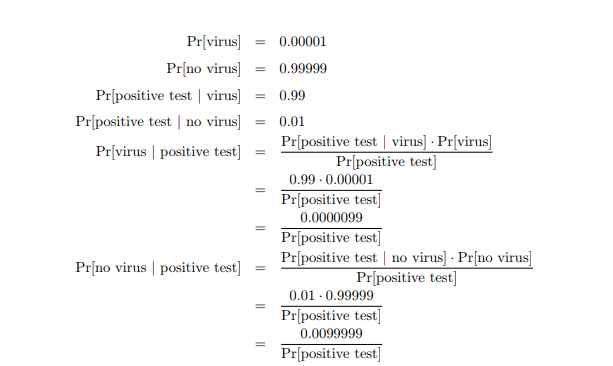 Pr[virus] = 0.00001
Pr[no virus] = 0.99999
Pr[positive test | virus] = 0.99
Pr[positive test | no virus] = 0.01
Pr[virus | positive test] = Pr[positive test | virus] · Pr[virus]
Pr[positive test]
= 0.99 · 0.00001
Pr[positive test]
= 0.0000099
Pr[positive test]
Pr[no virus | positive test] = Pr[positive test | no virus] · Pr[no virus]
Pr[positive test]
= 0.01 · 0.99999
Pr[positive test]
= 0.0099999
Pr[positive test]